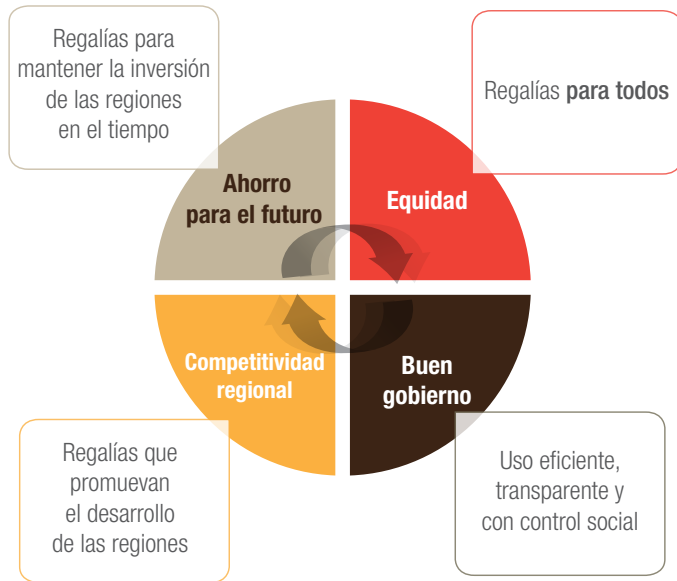 Regalías para
mantener la inversión
de las regiones
en el tiempo
Regalías para todos
Ahorro
para el futuro
Equidad
Competitividad
regional
Buen
gobierno
Regalías que
promuevan
el desarrollo
de las regiones
Uso eficiente,
transparente y
con control social